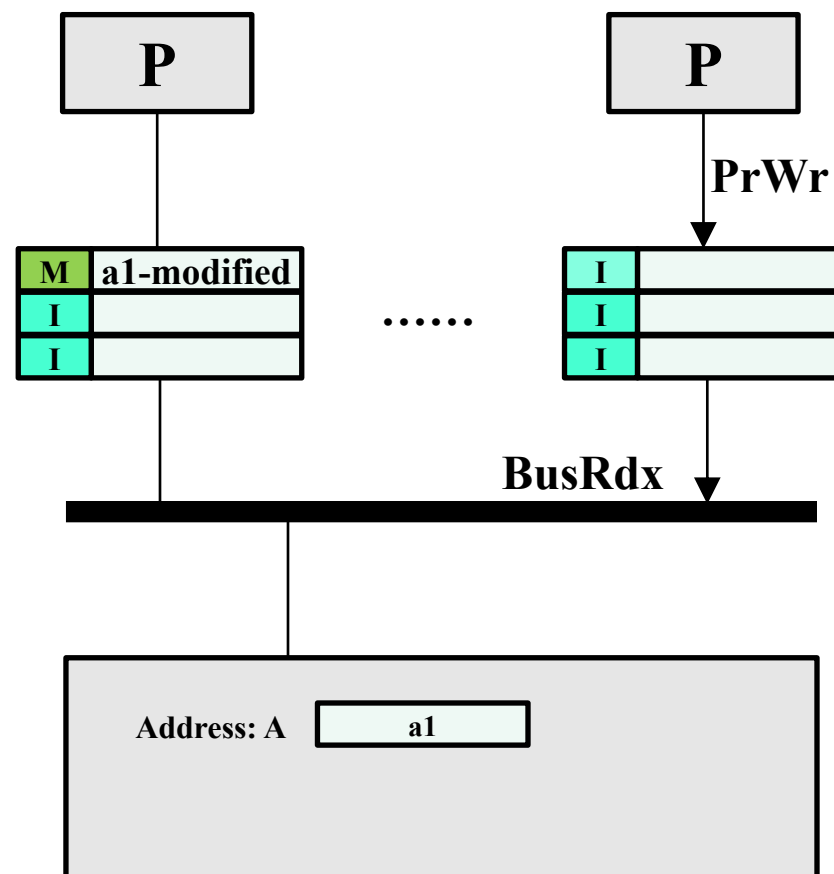 P
P
PrWr
M a1-modified
I
I
......
I
I
I
BusRdx
Address: A a1